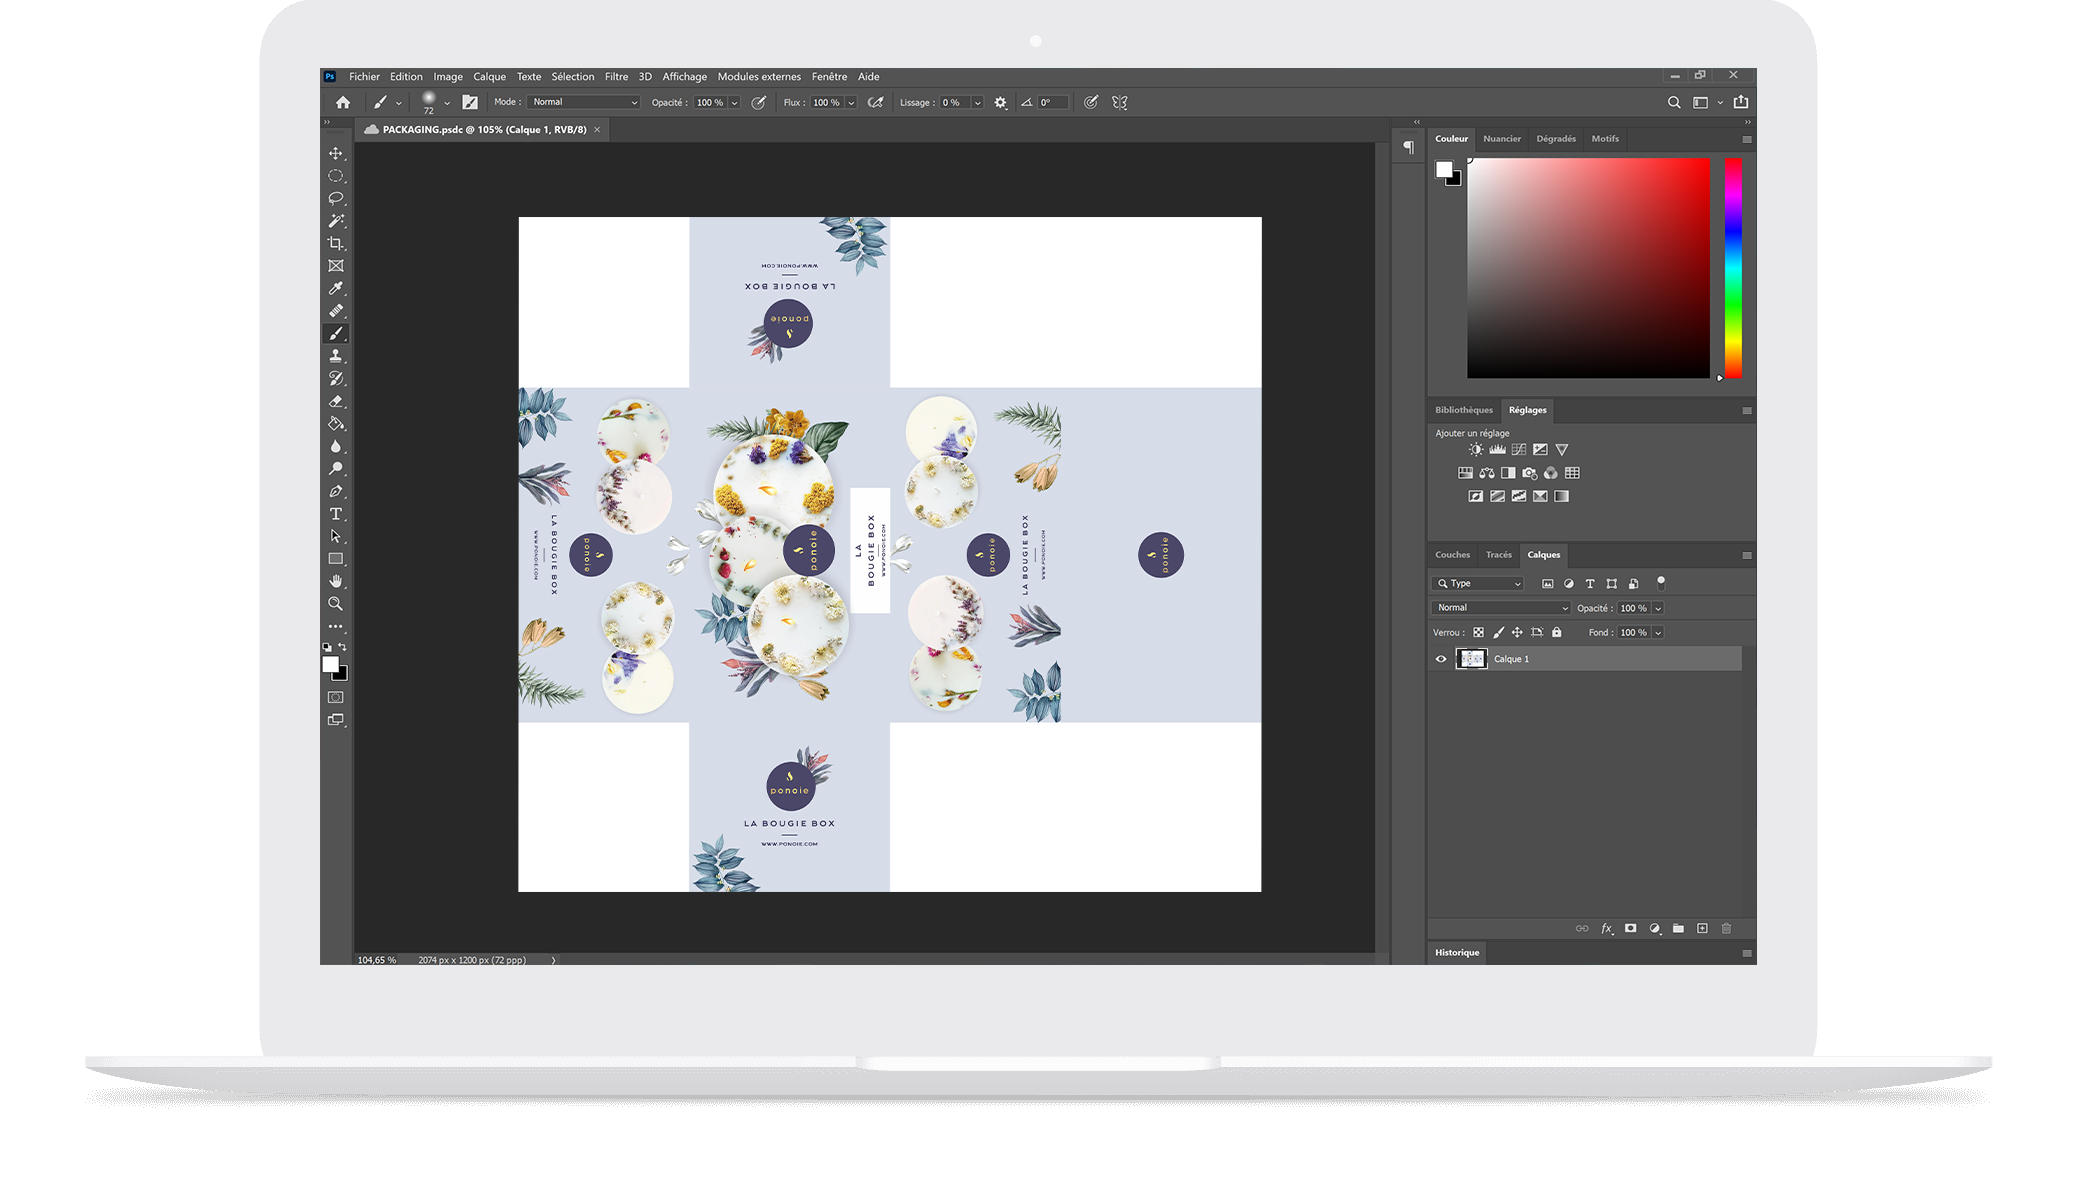 Ps Fichier Edition Image Calque Texte Sélection Filtre 3D Affichage Modules externes Fenêtre Aide
72 Mode : Normal Opacité : 100 % Flux : 100 % Lissage : 0 % 0°
PACKAGING.psdc @ 105% (Calque 1, RVB/8) ×
Couleur Nuancier Dégradés Motifs
WWW.PONOIE.COM
LA BOUGIE BOX
ponoie
WWW.PONOIE.COM
LA BOUGIE BOX
ponoie
ponoie
LA
BOUGIE BOX
WWW.PONOIE.COM
ponoie
LA BOUGIE BOX
WWW.PONOIE.COM
ponoie
ponoie
LA BOUGIE BOX
WWW.PONOIE.COM
Bibliothèques Réglages
Ajouter un réglage
Couches Tracés Calques
Type
Normal Opacité : 100 %
Verrou : Fond : 100 %
Calque 1
fx
Historique
104,65 % 2074 px x 1200 px (72 ppp)